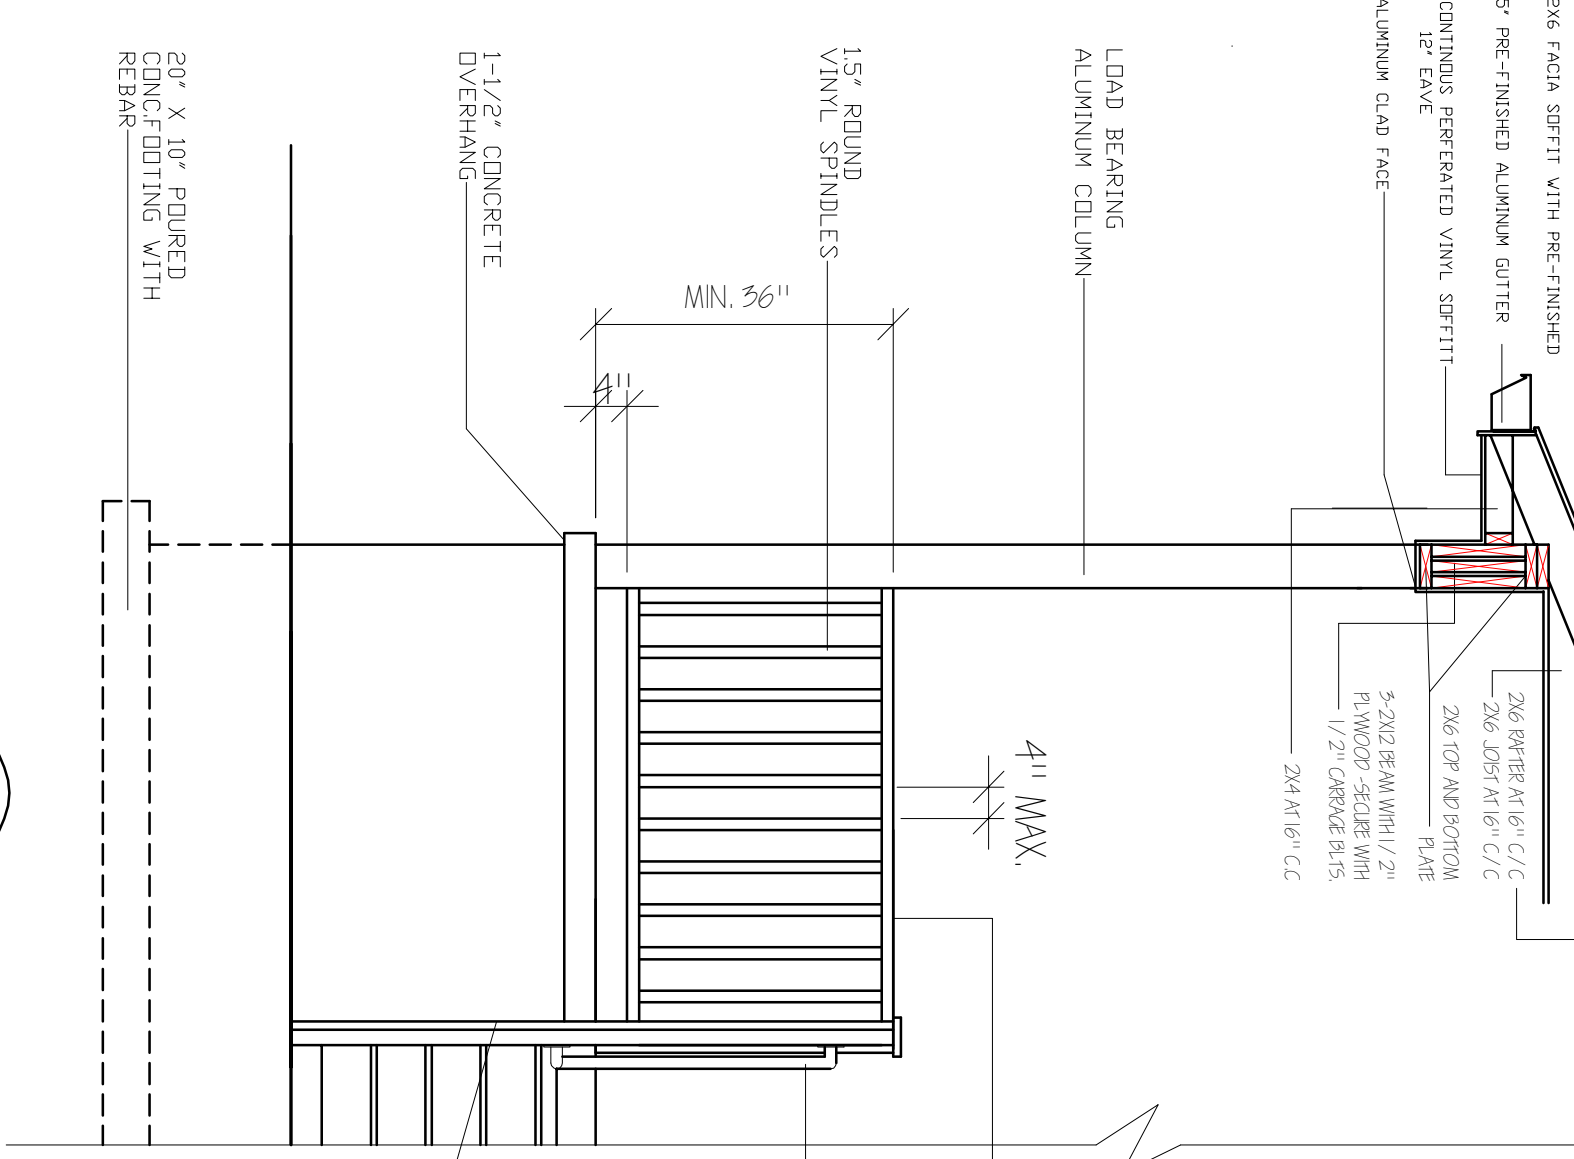 2X6 FACIA SOFFIT WITH PRE-FINISHED
5" PRE-FINISHED ALUMINUM GUTTER
CONTINOUS PERFERATED VINYL SOFFITT
12" EAVE
ALUMINUM CLAD FACE
LOAD BEARING
ALUMINUM COLUMN
1.5" ROUND
VINYL SPINDLES
1-1/2" CONCRETE
OVERHANG
20" X 10" POURED
CONC.FOOTING WITH
REBAR
MIN. 36"
4"
4" MAX.
2X6 RAFTER AT 16" C/C
2X6 JOIST AT 16" C/C
2X6 TOP AND BOTTOM
PLATE
3-2X12 BEAM WITH 1/2"
PLYWOOD -SECURE WITH
1/2" CARRAGE BLTS.
2X4 AT 16" C.C